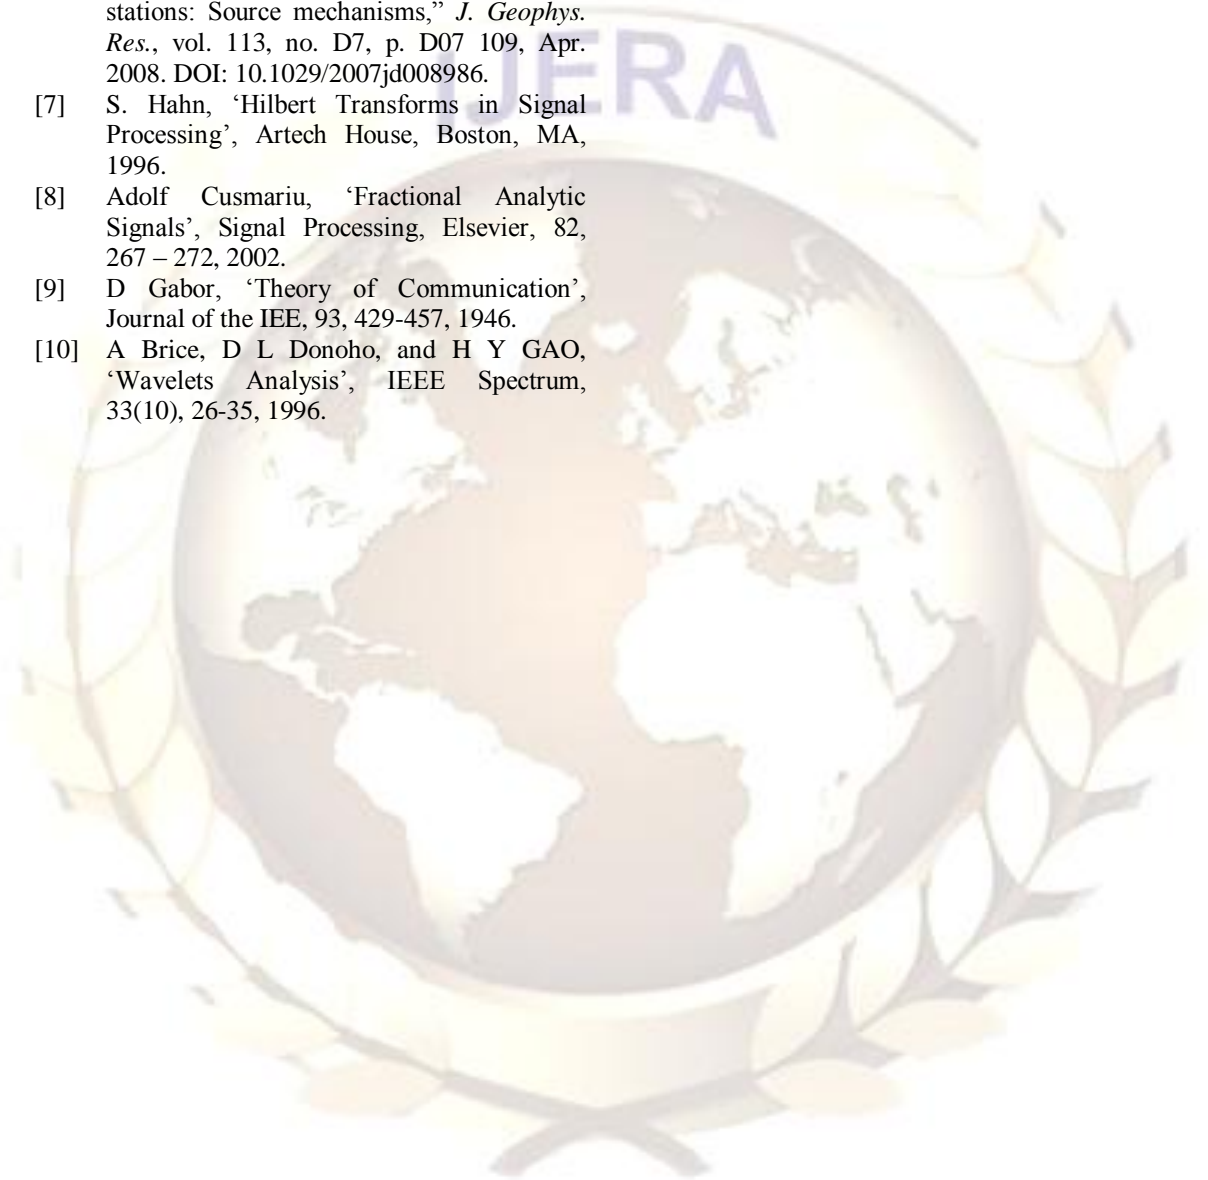 IJERA
stations: Source mechanisms,” J. Geophys.
Res., vol. 113, no. D7, p. D07 109, Apr.
2008. DOI: 10.1029/2007jd008986.
[7] S. Hahn, ‘Hilbert Transforms in Signal
Processing’, Artech House, Boston, MA,
1996.
[8] Adolf Cusmariu, ‘Fractional Analytic
Signals’, Signal Processing, Elsevier, 82,
267 – 272, 2002.
[9] D Gabor, ‘Theory of Communication’,
Journal of the IEE, 93, 429-457, 1946.
[10] A Brice, D L Donoho, and H Y GAO,
‘Wavelets Analysis’, IEEE Spectrum,
33(10), 26-35, 1996.